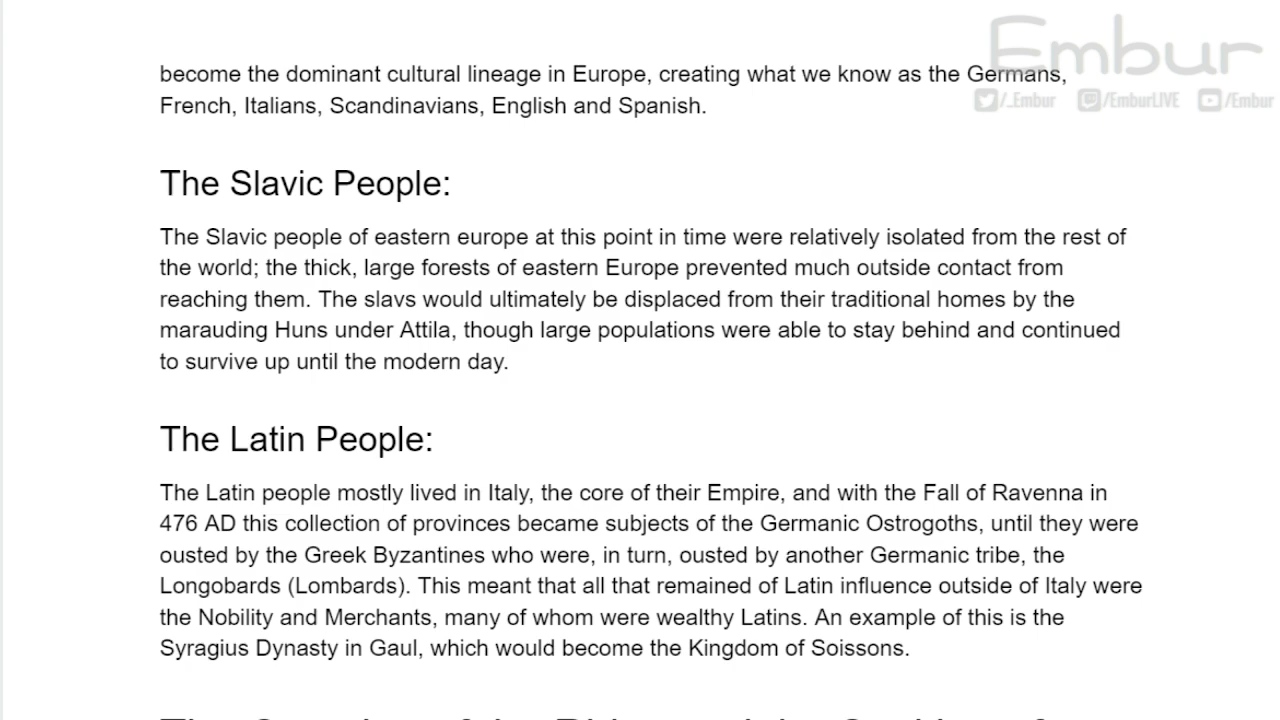 Embur
/_Embur /EmburLIVE /Embur
become the dominant cultural lineage in Europe, creating what we know as the Germans,
French, Italians, Scandinavians, English and Spanish.
The Slavic People:
The Slavic people of eastern europe at this point in time were relatively isolated from the rest of
the world; the thick, large forests of eastern Europe prevented much outside contact from
reaching them. The slavs would ultimately be displaced from their traditional homes by the
marauding Huns under Attila, though large populations were able to stay behind and continued
to survive up until the modern day.
The Latin People:
The Latin people mostly lived in Italy, the core of their Empire, and with the Fall of Ravenna in
476 AD this collection of provinces became subjects of the Germanic Ostrogoths, until they were
ousted by the Greek Byzantines who were, in turn, ousted by another Germanic tribe, the
Longobards (Lombards). This meant that all that remained of Latin influence outside of Italy were
the Nobility and Merchants, many of whom were wealthy Latins. An example of this is the
Syragius Dynasty in Gaul, which would become the Kingdom of Soissons.